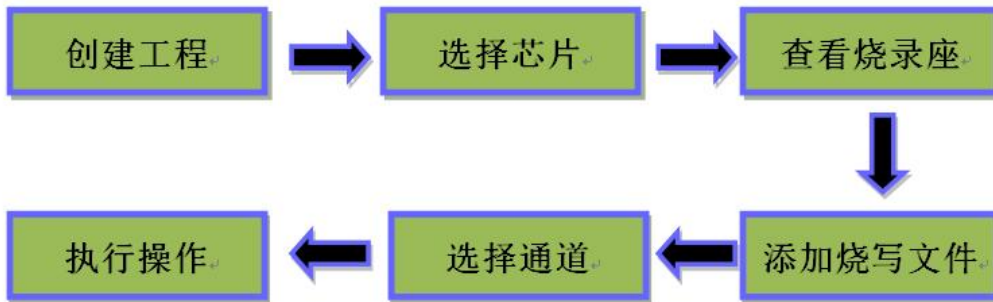 创建工程
选择芯片
查看烧录座
添加烧写文件
选择通道
执行操作